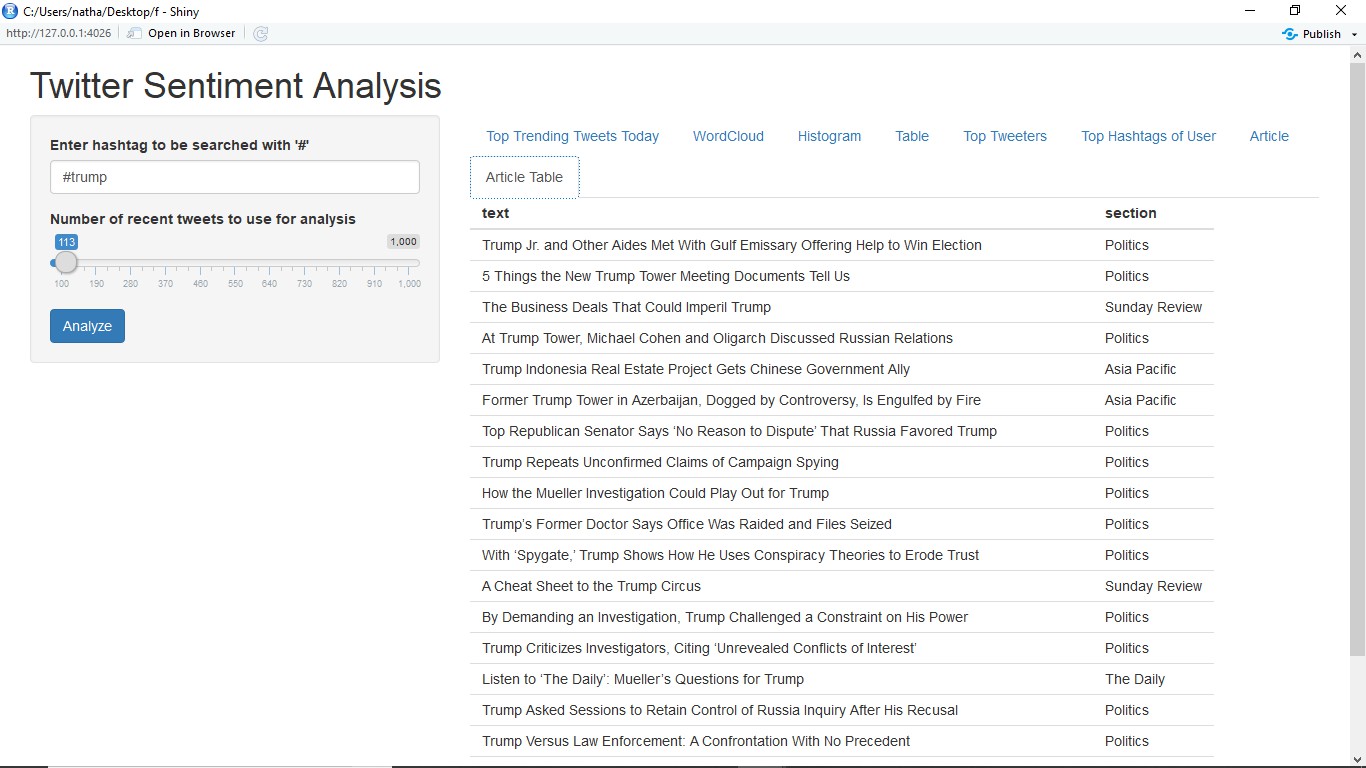 C:/Users/natha/Desktop/f - Shiny
http://127.0.0.1:4026 Open in Browser Publish
Twitter Sentiment Analysis
Enter hashtag to be searched with '#'
#trump
Number of recent tweets to use for analysis
113 1,000
100 190 280 370 460 550 640 730 820 910 1,000
Analyze
Top Trending Tweets Today WordCloud Histogram Table Top Tweeters Top Hashtags of User Article
Article Table
text section
Trump Jr. and Other Aides Met With Gulf Emissary Offering Help to Win Election Politics
5 Things the New Trump Tower Meeting Documents Tell Us Politics
The Business Deals That Could Imperil Trump Sunday Review
At Trump Tower, Michael Cohen and Oligarch Discussed Russian Relations Politics
Trump Indonesia Real Estate Project Gets Chinese Government Ally Asia Pacific
Former Trump Tower in Azerbaijan, Dogged by Controversy, Is Engulfed by Fire Asia Pacific
Top Republican Senator Says ‘No Reason to Dispute’ That Russia Favored Trump Politics
Trump Repeats Unconfirmed Claims of Campaign Spying Politics
How the Mueller Investigation Could Play Out for Trump Politics
Trump’s Former Doctor Says Office Was Raided and Files Seized Politics
With ‘Spygate,’ Trump Shows How He Uses Conspiracy Theories to Erode Trust Politics
A Cheat Sheet to the Trump Circus Sunday Review
By Demanding an Investigation, Trump Challenged a Constraint on His Power Politics
Trump Criticizes Investigators, Citing ‘Unrevealed Conflicts of Interest’ Politics
Listen to ‘The Daily’: Mueller’s Questions for Trump The Daily
Trump Asked Sessions to Retain Control of Russia Inquiry After His Recusal Politics
Trump Versus Law Enforcement: A Confrontation With No Precedent Politics